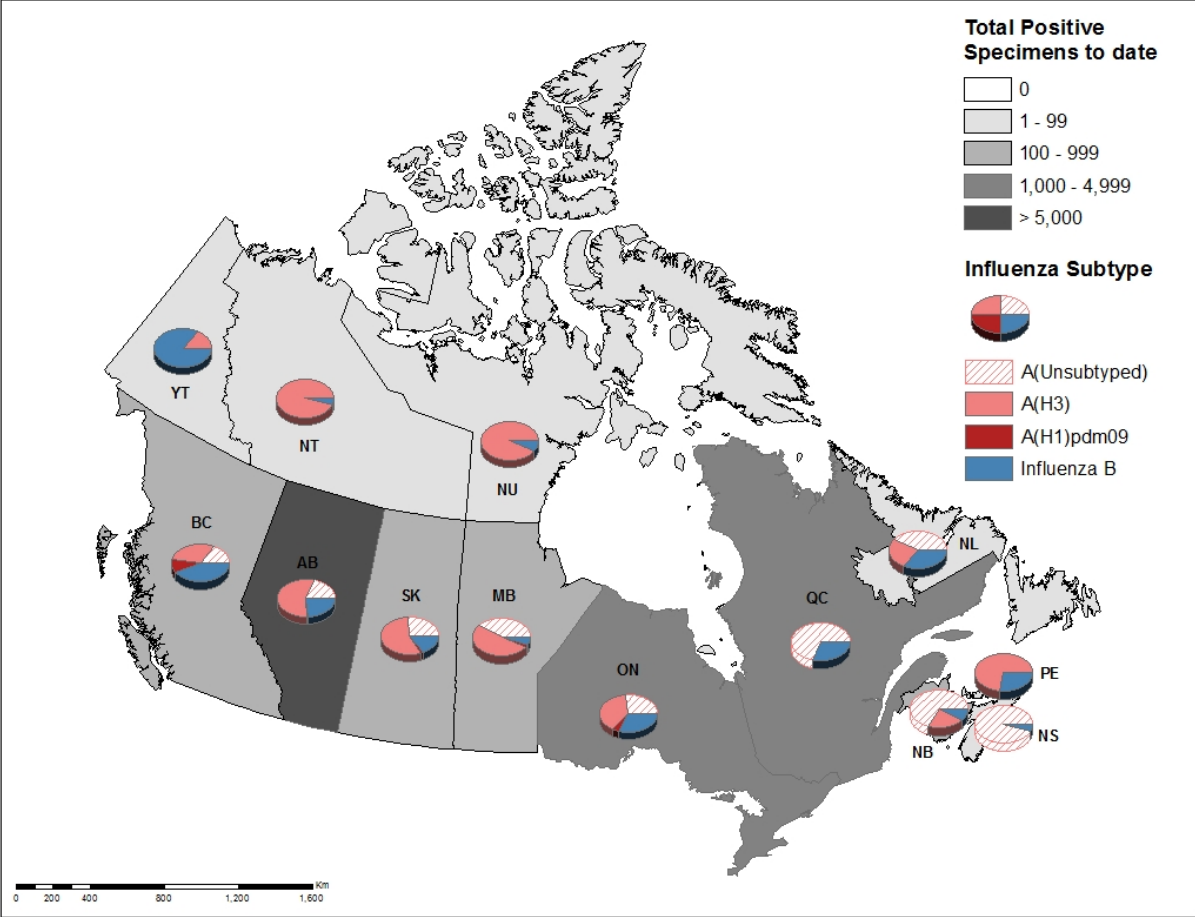 Total Positive
Specimens to date
0
1 - 99
100 - 999
1,000 - 4,999
> 5,000
Influenza Subtype
A(Unsubtyped)
A(H3)
A(H1)pdm09
Influenza B
YT
NT
NU
BC
AB
SK
MB
ON
QC
NL
PE
NS
NB
Km
0 200 400 800 1,200 1,600